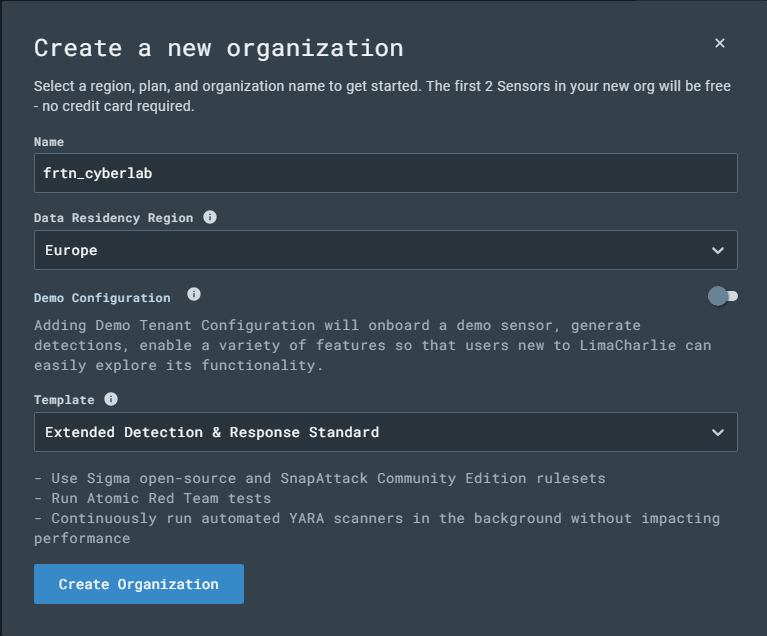 Create a new organization
Select a region, plan, and organization name to get started. The first 2 Sensors in your new org will be free
- no credit card required.
Name
frtn_cyberlab
Data Residency Region
Europe
Demo Configuration
Adding Demo Tenant Configuration will onboard a demo sensor, generate
detections, enable a variety of features so that users new to LimaCharlie can
easily explore its functionality.
Template
Extended Detection & Response Standard
- Use Sigma open-source and SnapAttack Community Edition rulesets
- Run Atomic Red Team tests
- Continuously run automated YARA scanners in the background without impacting
performance
Create Organization